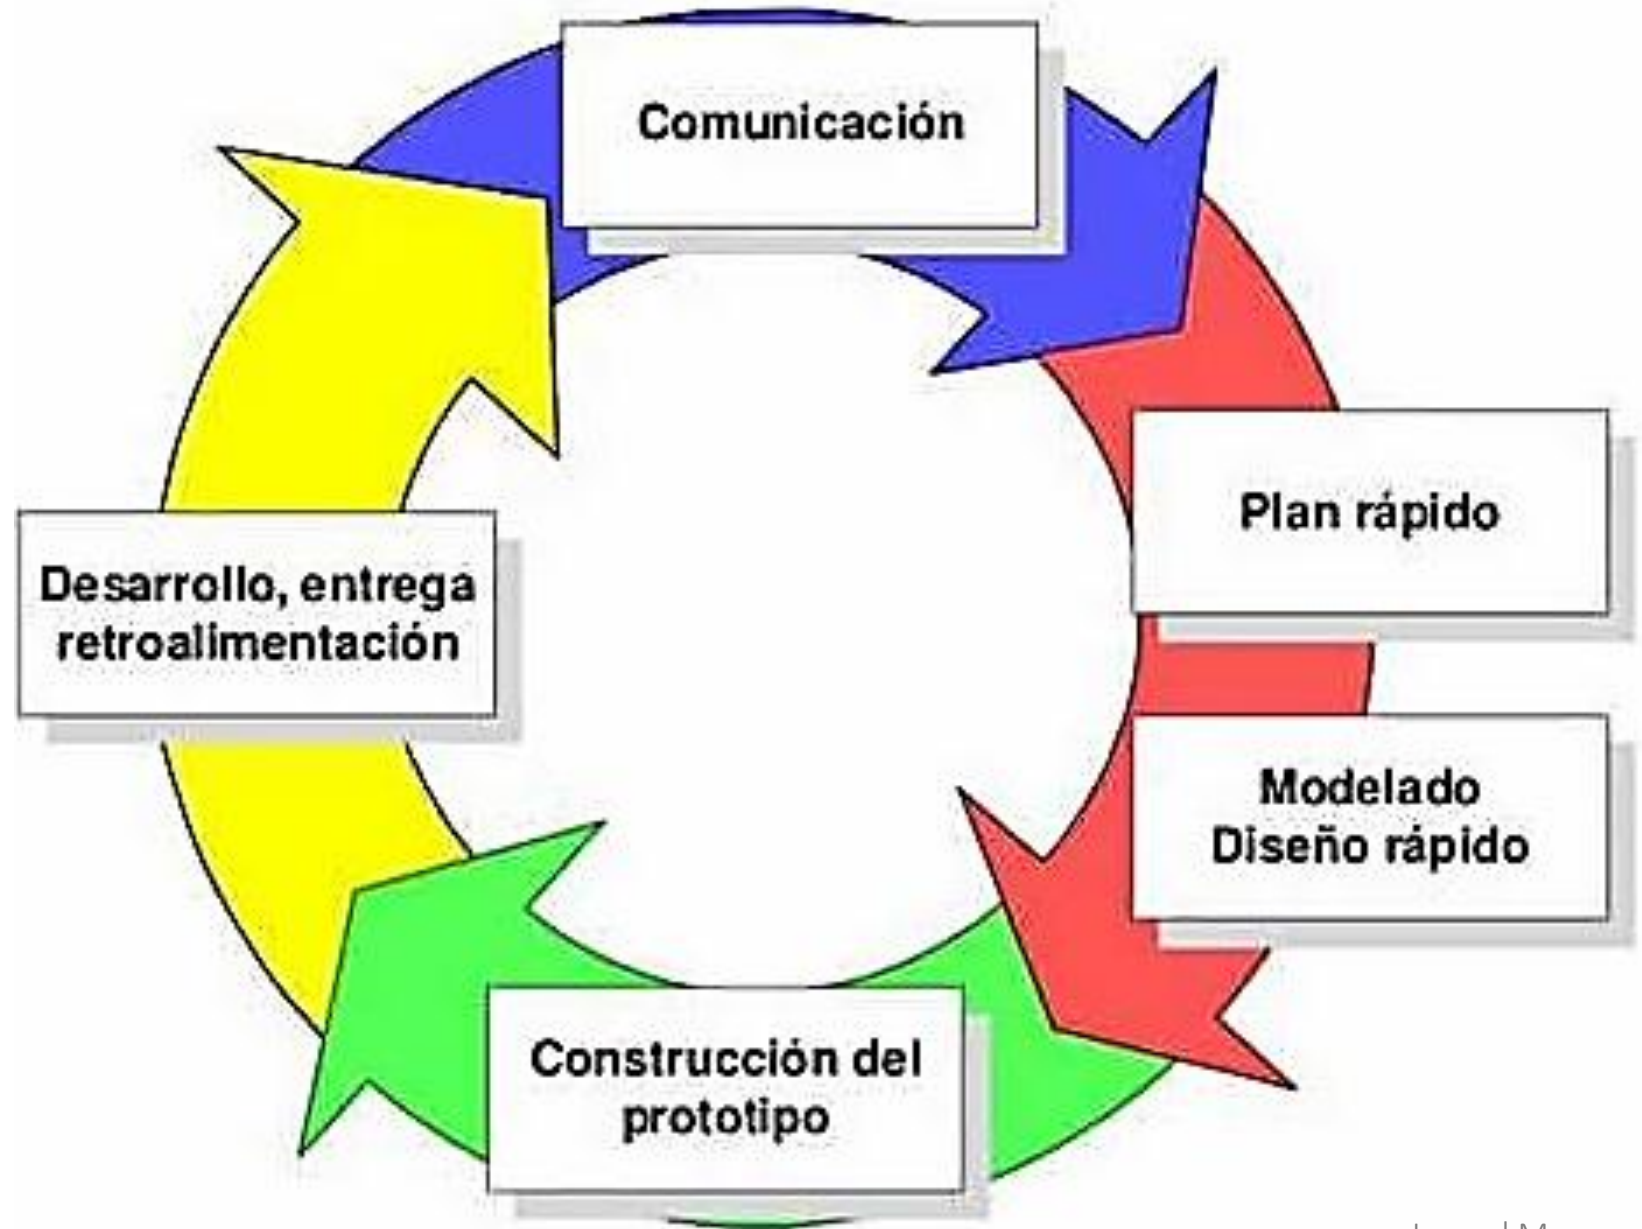 Comunicación
Plan rápido
Desarrollo, entrega
retroalimentación
Modelado
Diseño rápido
Construcción del
prototipo